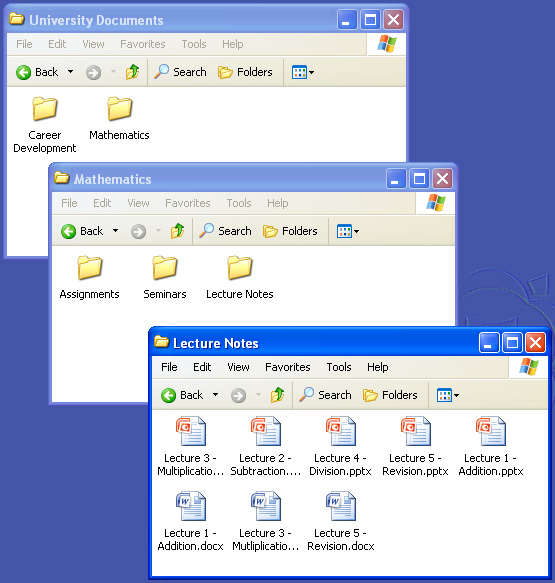 University Documents
File Edit View Favorites Tools Help
Back Search Folders
Career
Development
Mathematics
Mathematics
File Edit View Favorites Tools Help
Back Search Folders
Assignments Seminars Lecture Notes
Lecture Notes
File Edit View Favorites Tools Help
Back Search Folders
Lecture 3 -
Multiplicatio...
Lecture 2 -
Subtraction....
Lecture 4 -
Division.pptx
Lecture 5 -
Revision.pptx
Lecture 1 -
Addition.pptx
Lecture 1 -
Addition.docx
Lecture 3 -
Mutliplicatio...
Lecture 5 -
Revision.docx